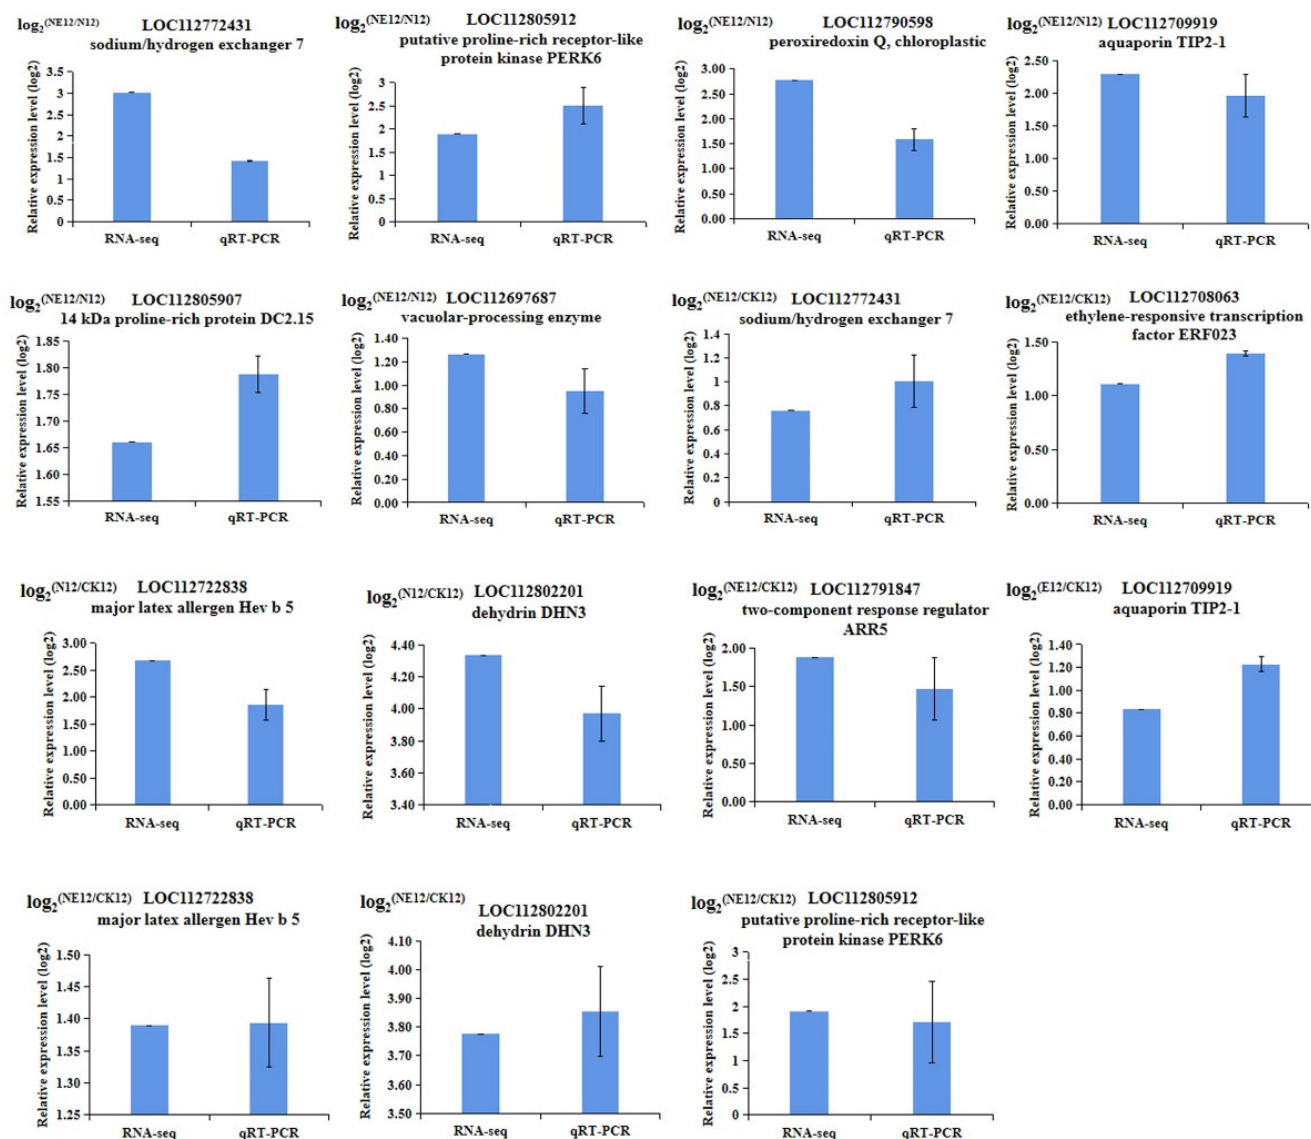 log2(NE12/N12) LOC112772431
sodium/hydrogen exchanger 7
Relative expression level (log2)
3.5
3
2.5
2
1.5
1
0.5
0
RNA-seq qRT-PCR
log2(NE12/N12) LOC112805912
putative proline-rich receptor-like
protein kinase PERK6
Relative expression level (log2)
3
2.5
2
1.5
1
0.5
0
RNA-seq qRT-PCR
log2(NE12/N12) LOC112790598
peroxiredoxin Q, chloroplastic
Relative expression level (log2)
3.00
2.50
2.00
1.50
1.00
0.50
0.00
RNA-seq qRT-PCR
log2(NE12/N12) LOC112709919
aquaporin TIP2-1
Relative expression level (log2)
2.50
2.00
1.50
1.00
0.50
0.00
RNA-seq qRT-PCR
log2(NE12/N12) LOC112805907
14 kDa proline-rich protein DC2.15
Relative expression level (log2)
1.85
1.80
1.75
1.70
1.65
1.60
1.55
RNA-seq qRT-PCR
log2(NE12/N12) LOC112697687
vacuolar-processing enzyme
Relative expression level (log2)
1.40
1.20
1.00
0.80
0.60
0.40
0.20
0.00
RNA-seq qRT-PCR
log2(NE12/CK12) LOC112772431
sodium/hydrogen exchanger 7
Relative expression level (log2)
1.4
1.2
1
0.8
0.6
0.4
0.2
0
RNA-seq qRT-PCR
log2(NE12/CK12) LOC112708063
ethylene-responsive transcription
factor ERF023
Relative expression level (log2)
1.50
1.00
0.50
0.00
RNA-seq qRT-PCR
log2(N12/CK12) LOC112722838
major latex allergen Hev b 5
Relative expression level (log2)
3.00
2.50
2.00
1.50
1.00
0.50
0.00
RNA-seq qRT-PCR
log2(N12/CK12) LOC112802201
dehydrin DHN3
Relative expression level (log2)
4.40
4.20
4.00
3.80
3.60
3.40
RNA-seq qRT-PCR
log2(NE12/CK12) LOC112791847
two-component response regulator
ARR5
Relative expression level (log2)
2.00
1.50
1.00
0.50
0.00
RNA-seq qRT-PCR
log2(E12/CK12) LOC112709919
aquaporin TIP2-1
Relative expression level (log2)
1.40
1.20
1.00
0.80
0.60
0.40
0.20
0.00
RNA-seq qRT-PCR
log2(NE12/CK12) LOC112722838
major latex allergen Hev b 5
Relative expression level (log2)
1.50
1.45
1.40
1.35
1.30
1.25
RNA-seq qRT-PCR
log2(NE12/CK12) LOC112802201
dehydrin DHN3
Relative expression level (log2)
4.10
4.00
3.90
3.80
3.70
3.60
3.50
RNA-seq qRT-PCR
log2(NE12/CK12) LOC112805912
putative proline-rich receptor-like
protein kinase PERK6
Relative expression level (log2)
3
2.5
2
1.5
1
0.5
0
RNA-seq qRT-PCR